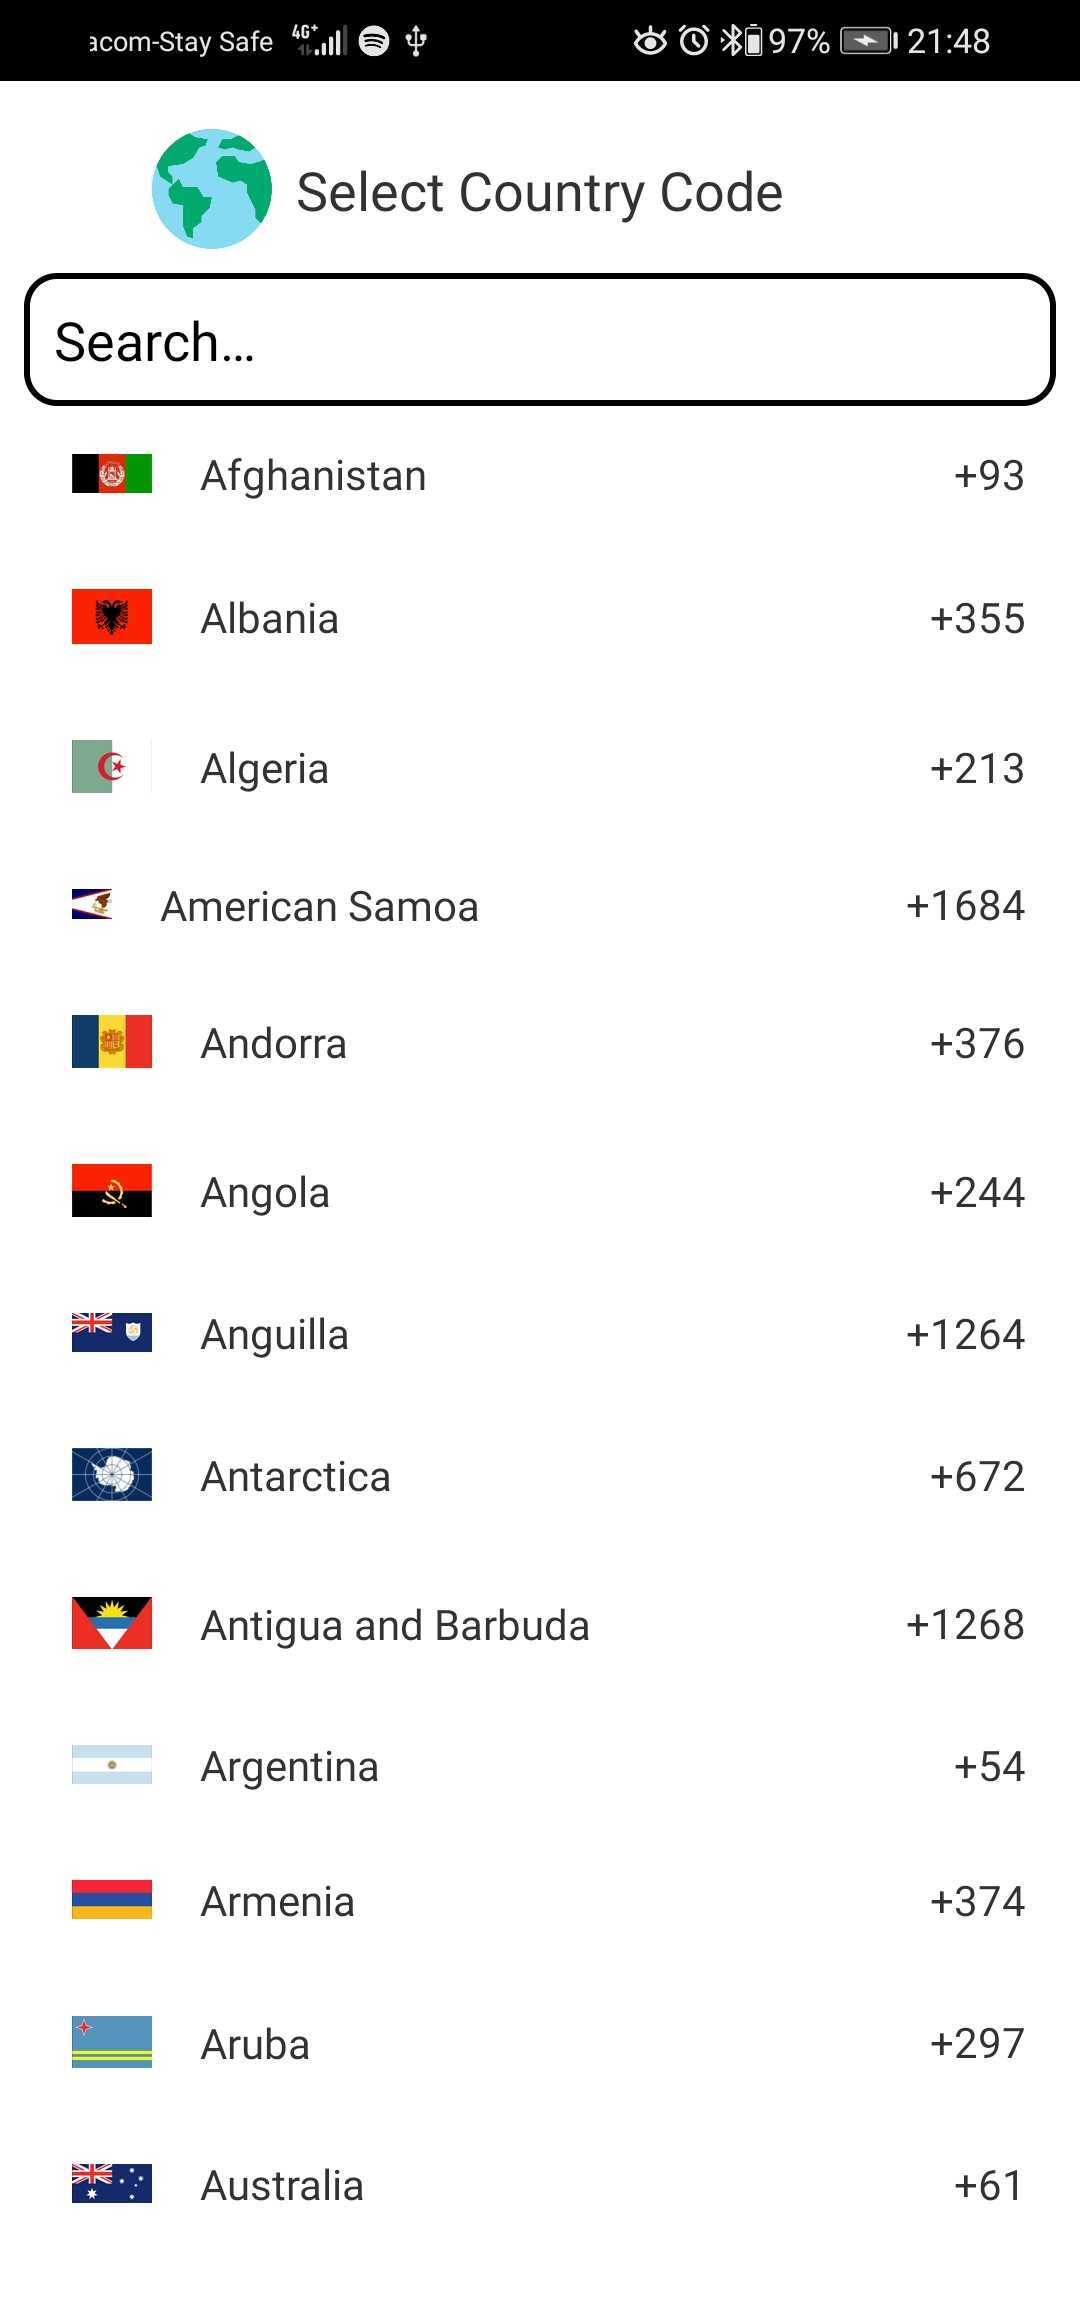 acom-Stay Safe 4G+ 97% 21:48
Select Country Code
Search...
Afghanistan +93
Albania +355
Algeria +213
American Samoa +1684
Andorra +376
Angola +244
Anguilla +1264
Antarctica +672
Antigua and Barbuda +1268
Argentina +54
Armenia +374
Aruba +297
Australia +61